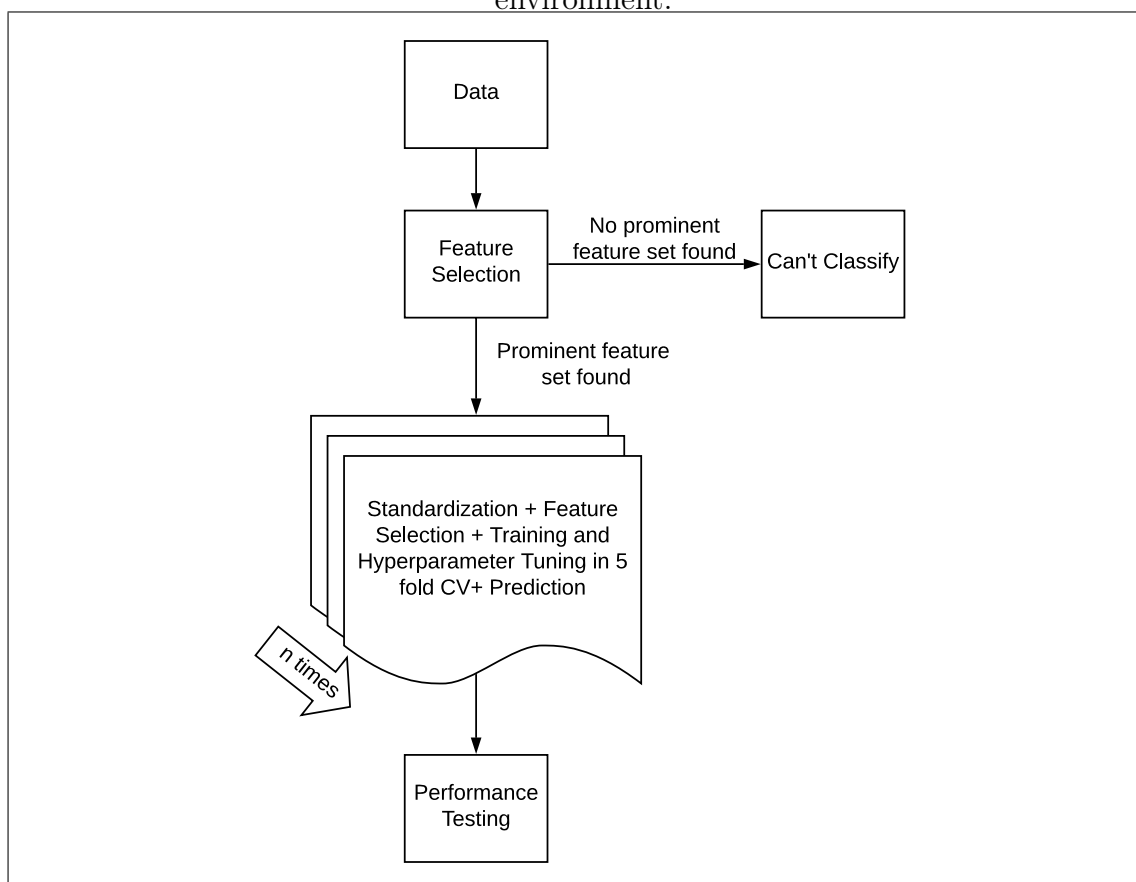 environment.
Data
Feature
Selection
No prominent
feature set found
Can't Classify
Prominent feature
set found
Standardization + Feature
Selection + Training and
Hyperparameter Tuning in 5
fold CV+ Prediction
n times
Performance
Testing